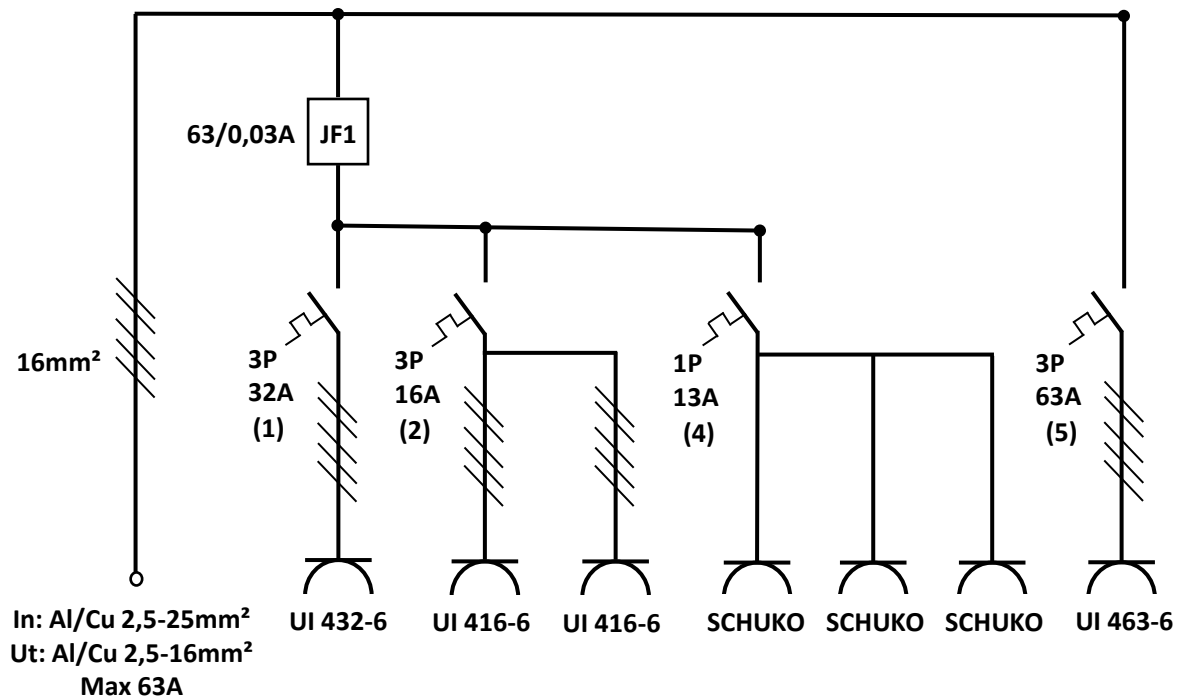 63/0,03A
JF1
16mm²
3P
32A
(1)
3P
16A
(2)
1P
13A
(4)
3P
63A
(5)
In: Al/Cu 2,5-25mm²
Ut: Al/Cu 2,5-16mm²
Max 63A
UI 432-6
UI 416-6
UI 416-6
SCHUKO
SCHUKO
SCHUKO
UI 463-6